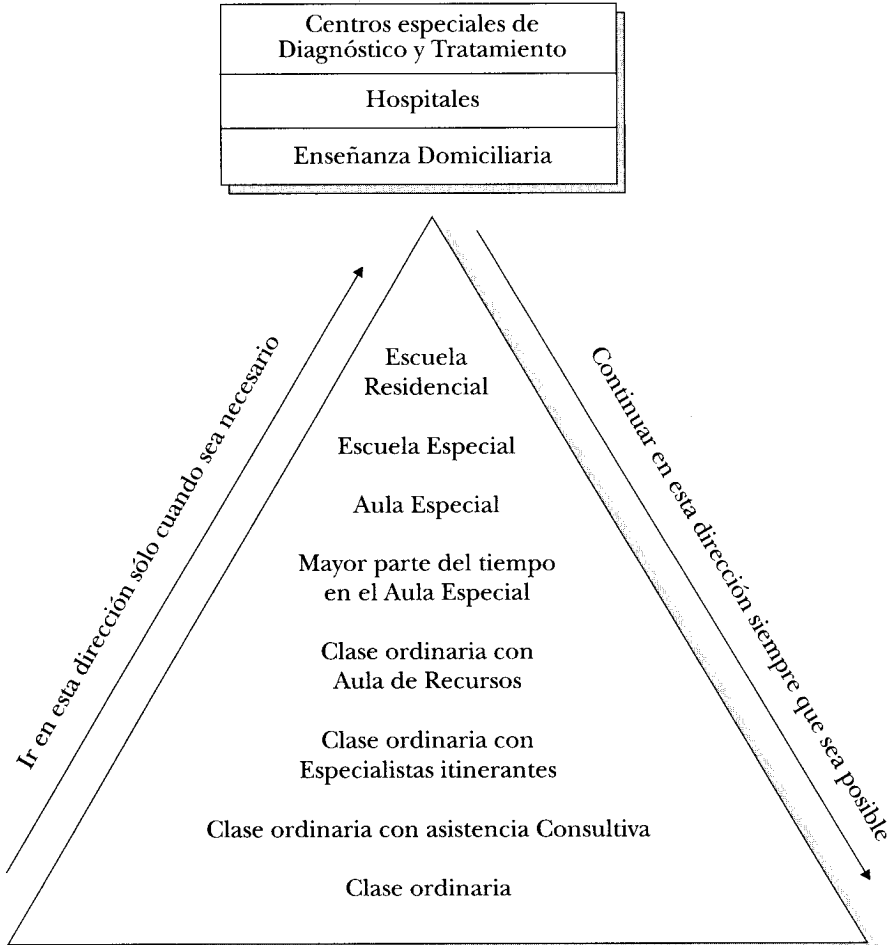 Centros especiales de
Diagnóstico y Tratamiento
Hospitales
Enseñanza Domiciliaria
Ir en esta dirección sólo cuando sea necesario
Continuar en esta dirección siempre que sea posible
Escuela
Residencial
Escuela Especial
Aula Especial
Mayor parte del tiempo
en el Aula Especial
Clase ordinaria con
Aula de Recursos
Clase ordinaria con
Especialistas itinerantes
Clase ordinaria con asistencia Consultiva
Clase ordinaria